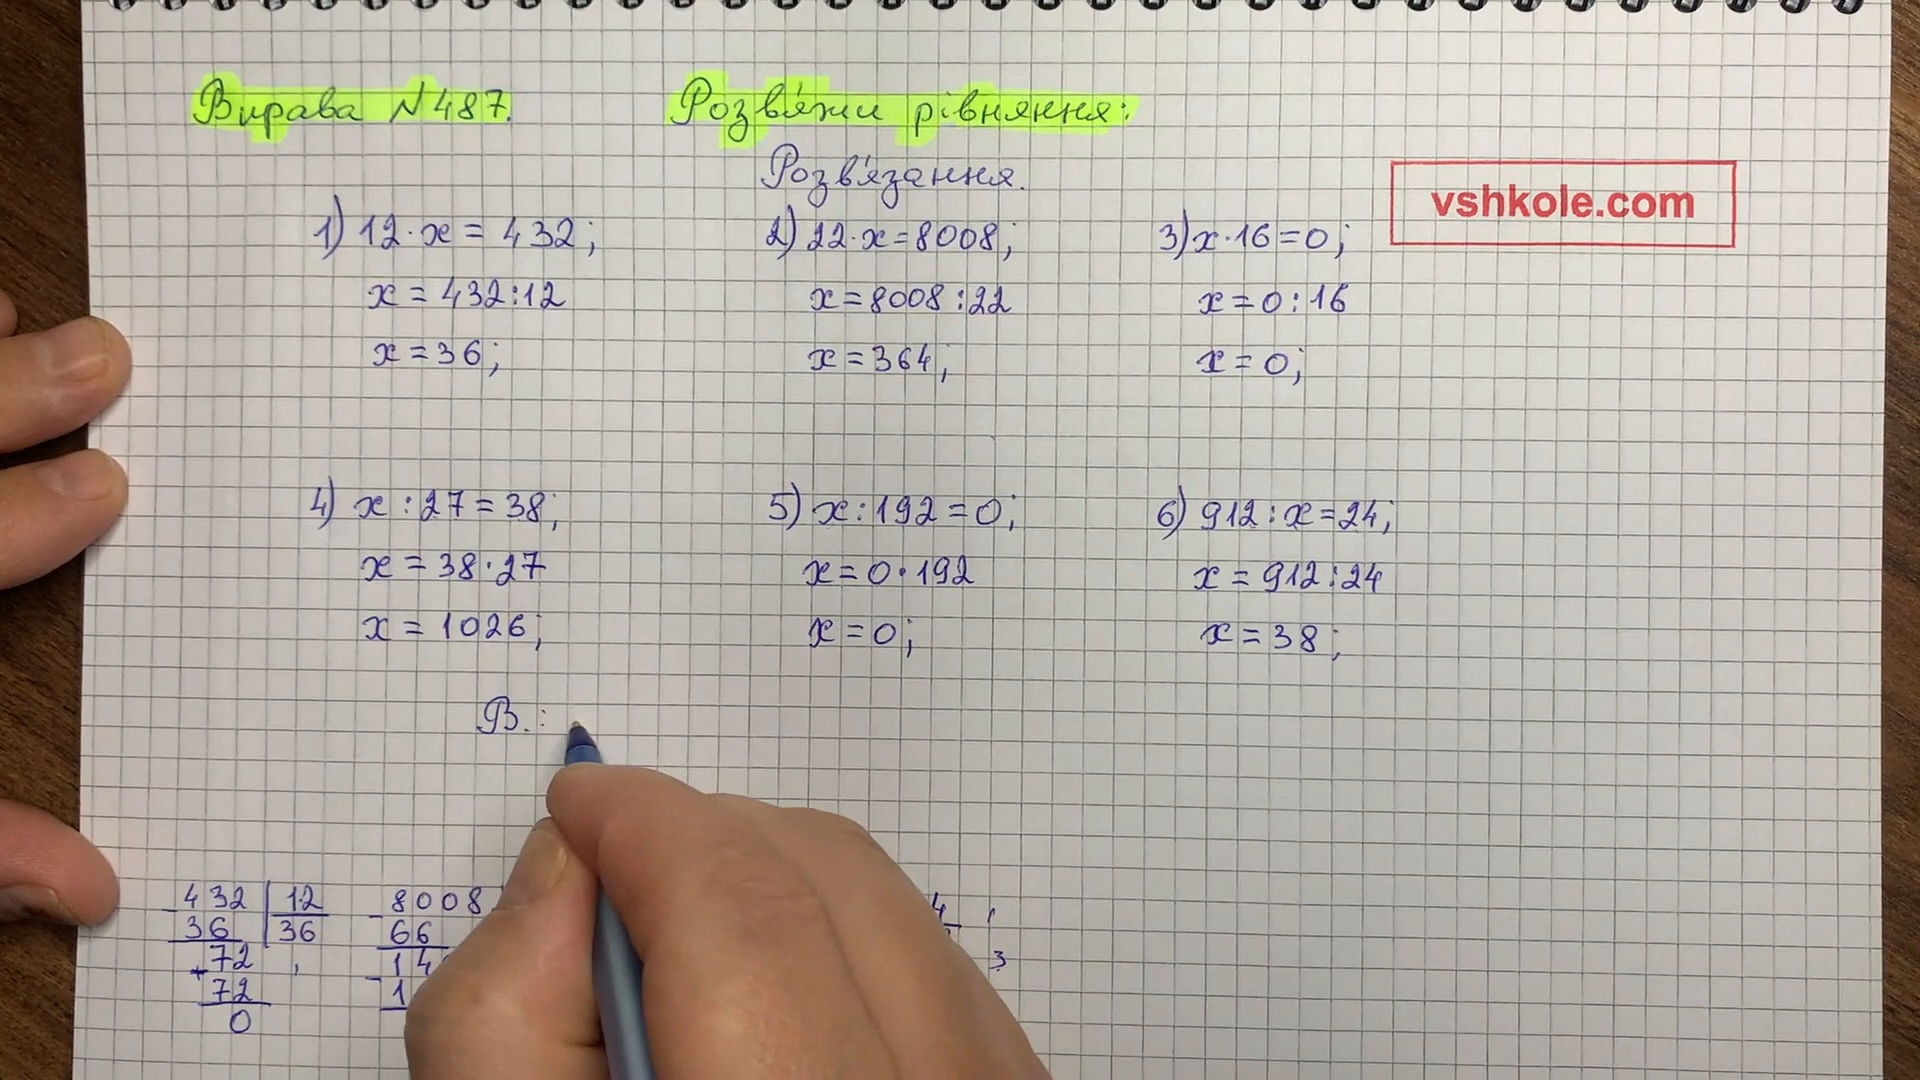 Вправа №487. Розв'яжи рівняння:
Розв'язання.
vshkole.com
1) 12·x = 432;
x = 432:12
x = 36;
2) 22·x = 8008;
x = 8008:22
x = 364;
3) x·16 = 0;
x = 0:16
x = 0;
4) x:27 = 38;
x = 38·27
x = 1026;
5) x:192 = 0;
x = 0·192
x = 0;
6) 912:x = 24;
x = 912:24
x = 38;
В.:
432 | 12
36 | 36
72
72
0
8008
66
14
1
4
3